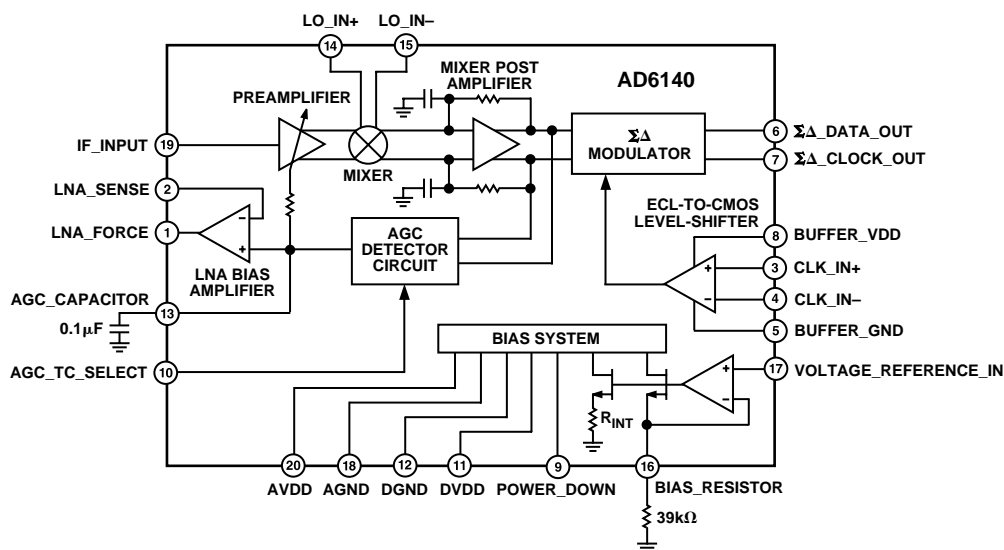 LO_IN+ LO_IN–
14 15
AD6140
MIXER POST
AMPLIFIER
PREAMPLIFIER
IF_INPUT 19
MIXER
ΣΔ
MODULATOR
6 ΣΔ_DATA_OUT
7 ΣΔ_CLOCK_OUT
LNA_SENSE 2
LNA_FORCE 1
–
+
LNA BIAS
AMPLIFIER
AGC
DETECTOR
CIRCUIT
ECL-TO-CMOS
LEVEL-SHIFTER
8 BUFFER_VDD
+ 3 CLK_IN+
– 4 CLK_IN–
5 BUFFER_GND
AGC_CAPACITOR
13
0.1μF
AGC_TC_SELECT 10
BIAS SYSTEM
+
–
17 VOLTAGE_REFERENCE_IN
RINT
20 18 12 11 9 16
AVDD AGND DGND DVDD POWER_DOWN BIAS_RESISTOR
39kΩ